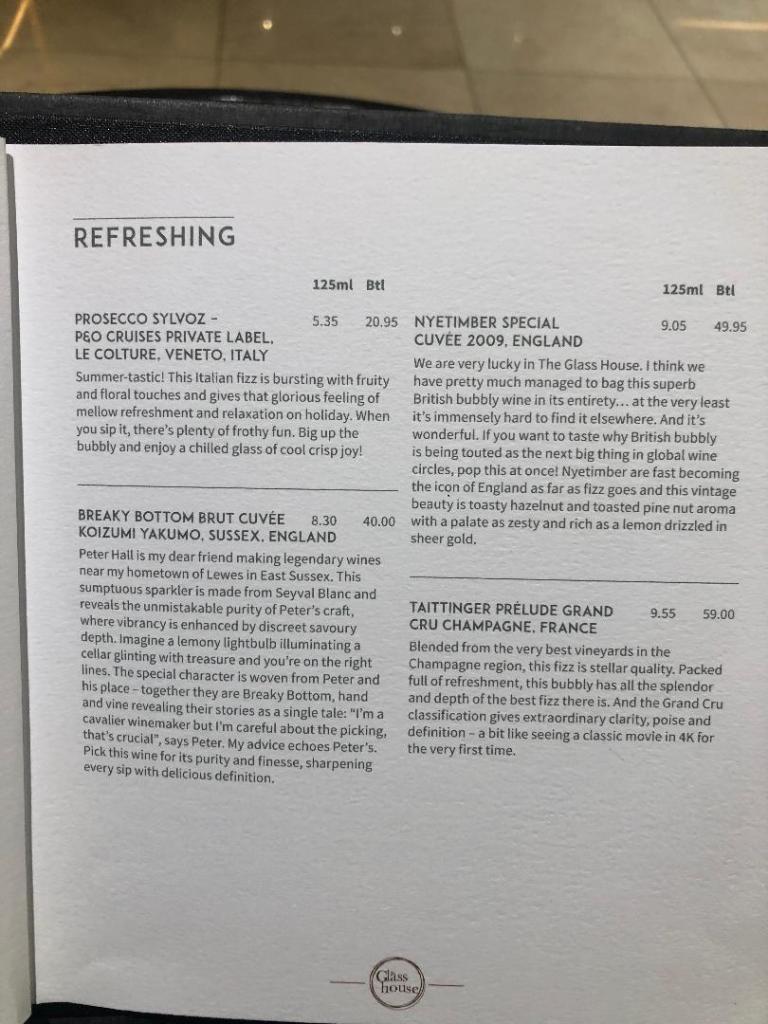 REFRESHING
125ml Btl
PROSECCO SYLVOZ – 5.35 20.95
P&O CRUISES PRIVATE LABEL,
LE COLTURE, VENETO, ITALY
Summer-tastic! This Italian fizz is bursting with fruity
and floral touches and gives that glorious feeling of
mellow refreshment and relaxation on holiday. When
you sip it, there's plenty of frothy fun. Big up the
bubbly and enjoy a chilled glass of cool crisp joy!
BREAKY BOTTOM BRUT CUVÉE 8.30 40.00
KOIZUMI YAKUMO, SUSSEX, ENGLAND
Peter Hall is my dear friend making legendary wines
near my hometown of Lewes in East Sussex. This
sumptuous sparkler is made from Seyval Blanc and
reveals the unmistakable purity of Peter's craft,
where vibrancy is enhanced by discreet savoury
depth. Imagine a lemony lightbulb illuminating a
cellar glinting with treasure and you're on the right
lines. The special character is woven from Peter and
his place – together they are Breaky Bottom, hand
and vine revealing their stories as a single tale: "I'm a
cavalier winemaker but I'm careful about the picking,
that's crucial", says Peter. My advice echoes Peter's.
Pick this wine for its purity and finesse, sharpening
every sip with delicious definition.
125ml Btl
NYETIMBER SPECIAL 9.05 49.95
CUVÉE 2009, ENGLAND
We are very lucky in The Glass House. I think we
have pretty much managed to bag this superb
British bubbly wine in its entirety... at the very least
it's immensely hard to find it elsewhere. And it's
wonderful. If you want to taste why British bubbly
is being touted as the next big thing in global wine
circles, pop this at once! Nyetimber are fast becoming
the icon of England as far as fizz goes and this vintage
beauty is toasty hazelnut and toasted pine nut aroma
with a palate as zesty and rich as a lemon drizzled in
sheer gold.
TAITTINGER PRÉLUDE GRAND 9.55 59.00
CRU CHAMPAGNE, FRANCE
Blended from the very best vineyards in the
Champagne region, this fizz is stellar quality. Packed
full of refreshment, this bubbly has all the splendor
and depth of the best fizz there is. And the Grand Cru
classification gives extraordinary clarity, poise and
definition – a bit like seeing a classic movie in 4K for
the very first time.
Glass
house